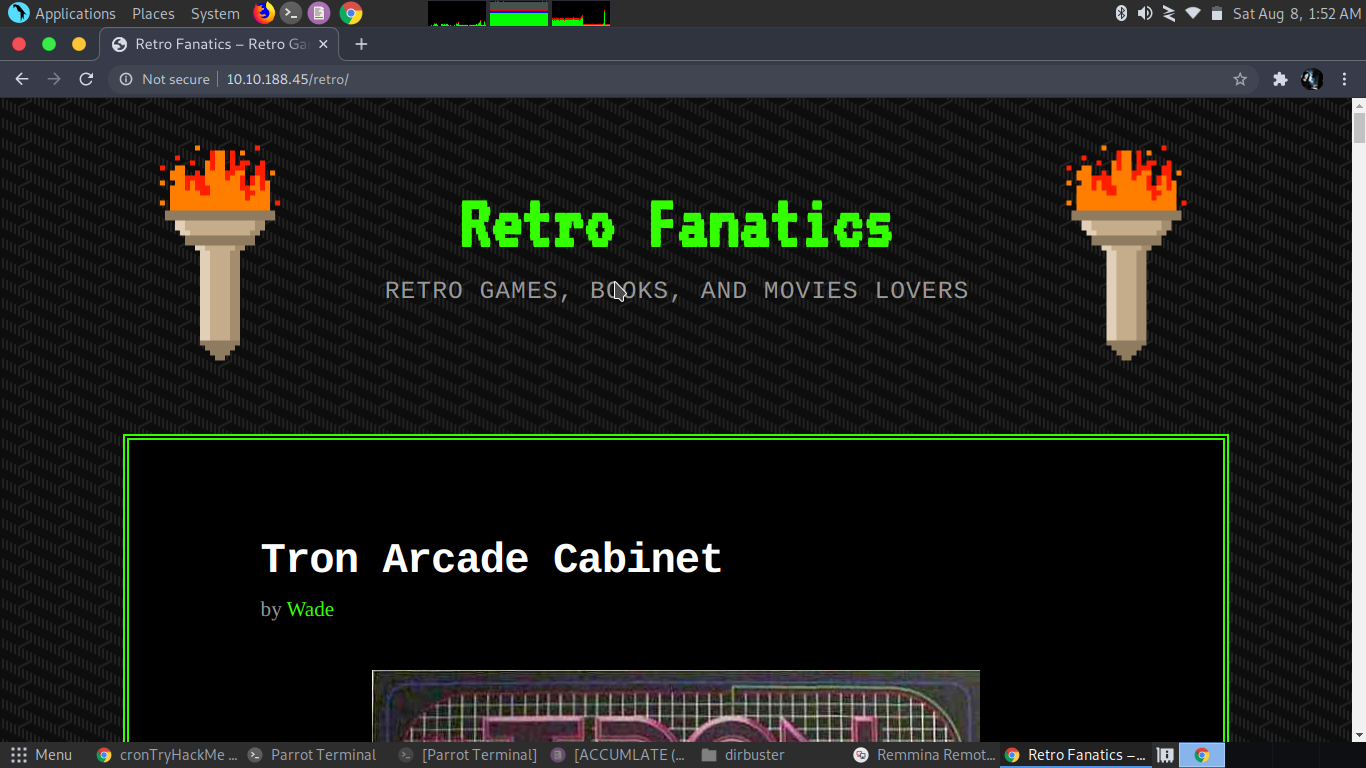 Applications Places System Sat Aug 8, 1:52 AM
Retro Fanatics – Retro Ga
Not secure 10.10.188.45/retro/
Retro Fanatics
RETRO GAMES, BOOKS, AND MOVIES LOVERS
Tron Arcade Cabinet
by Wade
TRON
Menu cronTryHackMe ... Parrot Terminal [Parrot Terminal] [ACCUMLATE (... dirbuster Remmina Remot... Retro Fanatics –...